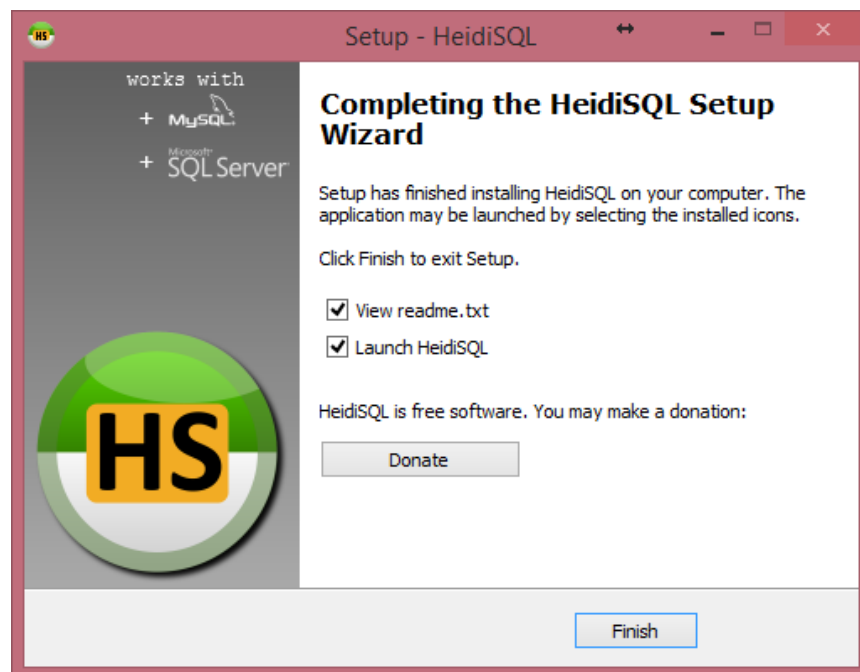 HS
Setup - HeidiSQL
works with
+ MySQL
+ Microsoft
SQL Server
HS
Completing the HeidiSQL Setup
Wizard
Setup has finished installing HeidiSQL on your computer. The
application may be launched by selecting the installed icons.
Click Finish to exit Setup.
View readme.txt
Launch HeidiSQL
HeidiSQL is free software. You may make a donation:
Donate
Finish